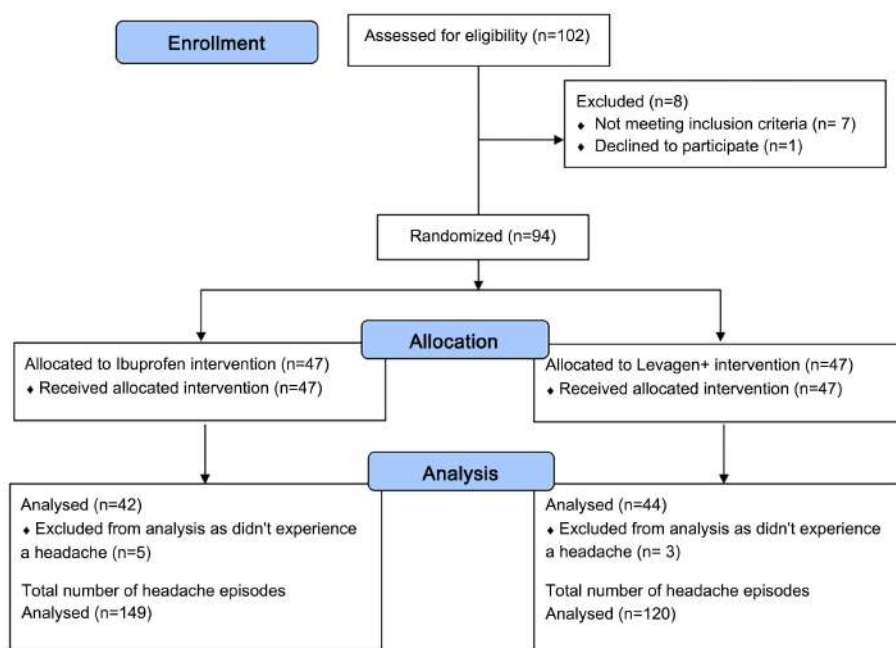 Enrollment
Assessed for eligibility (n=102)
Excluded (n=8)
♦ Not meeting inclusion criteria (n= 7)
♦ Declined to participate (n=1)
Randomized (n=94)
Allocation
Allocated to Ibuprofen intervention (n=47)
♦ Received allocated intervention (n=47)
Allocated to Levagen+ intervention (n=47)
♦ Received allocated intervention (n=47)
Analysis
Analysed (n=42)
♦ Excluded from analysis as didn't experience
a headache (n=5)
Total number of headache episodes
Analysed (n=149)
Analysed (n=44)
♦ Excluded from analysis as didn't experience
a headache (n= 3)
Total number of headache episodes
Analysed (n=120)